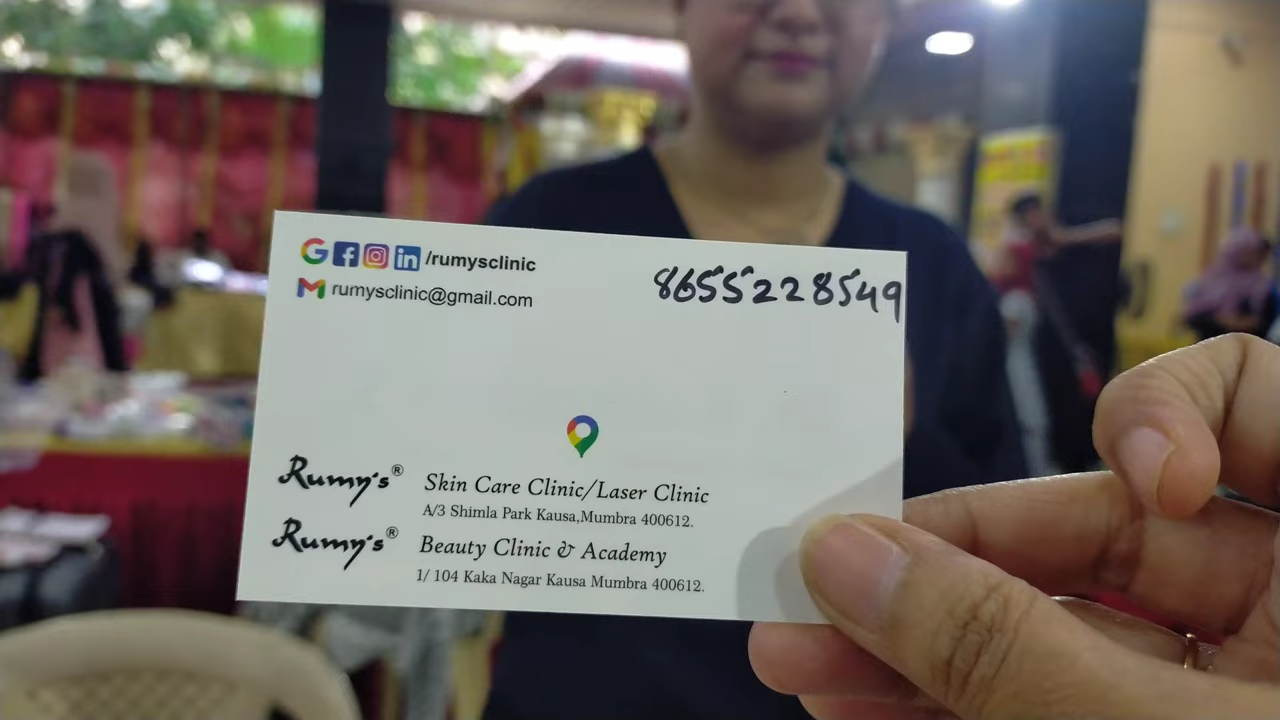 /rumysclinic
rumysclinic@gmail.com
8655228549
Rumy's® Skin Care Clinic/Laser Clinic
A/3 Shimla Park Kausa,Mumbra 400612.
Rumy's® Beauty Clinic & Academy
1/ 104 Kaka Nagar Kausa Mumbra 400612.